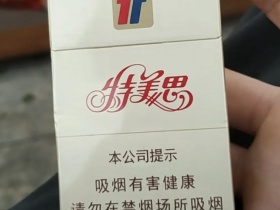 特美思
本公司提示
吸烟有害健康
请勿在禁烟场所吸烟